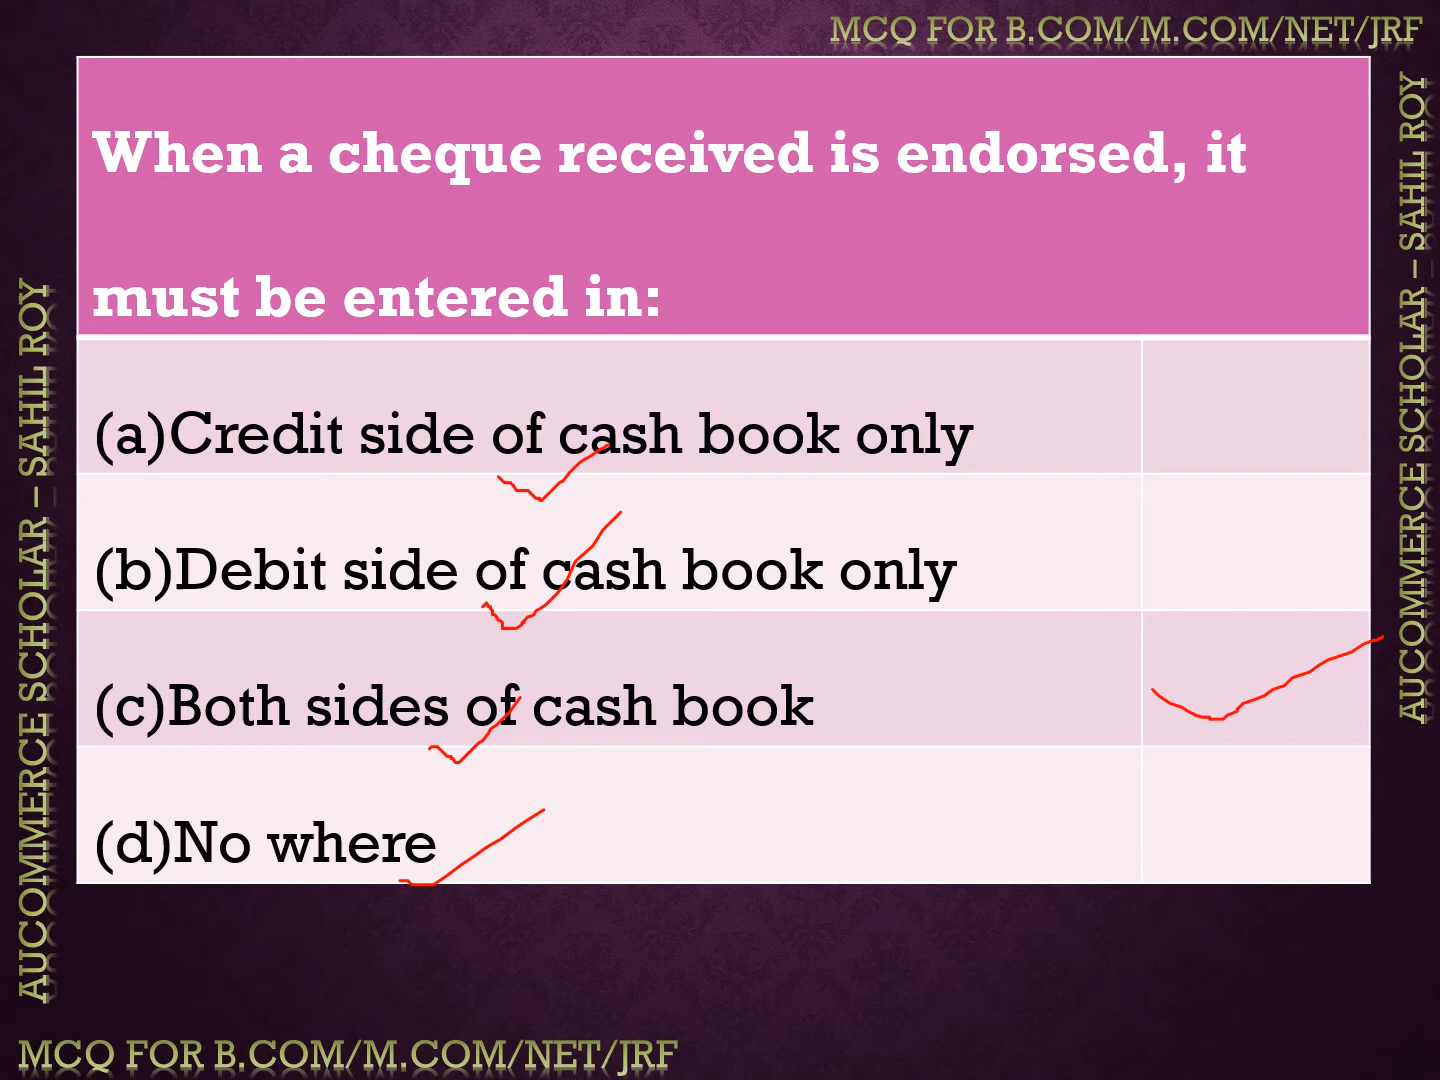 MCQ FOR B.COM/M.COM/NET/JRF
When a cheque received is endorsed, it
must be entered in:
(a)Credit side of cash book only
(b)Debit side of cash book only
(c)Both sides of cash book
(d)No where
AUCOMMERCE SCHOLAR – SAHIL ROY
AUCOMMERCE SCHOLAR – SAHIL ROY
MCQ FOR B.COM/M.COM/NET/JRF